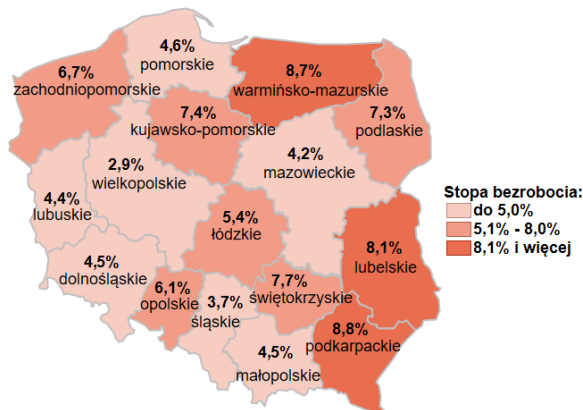 4,6%
pomorskie
6,7%
zachodniopomorskie
8,7%
warmińsko-mazurskie
7,4%
kujawsko-pomorskie
7,3%
podlaskie
2,9%
wielkopolskie
4,2%
mazowieckie
4,4%
lubuskie
5,4%
łódzkie
8,1%
lubelskie
4,5%
dolnośląskie
6,1%
opolskie
3,7%
śląskie
7,7%
świętokrzyskie
4,5%
małopolskie
8,8%
podkarpackie
Stopa bezrobocia:
do 5,0%
5,1% - 8,0%
8,1% i więcej